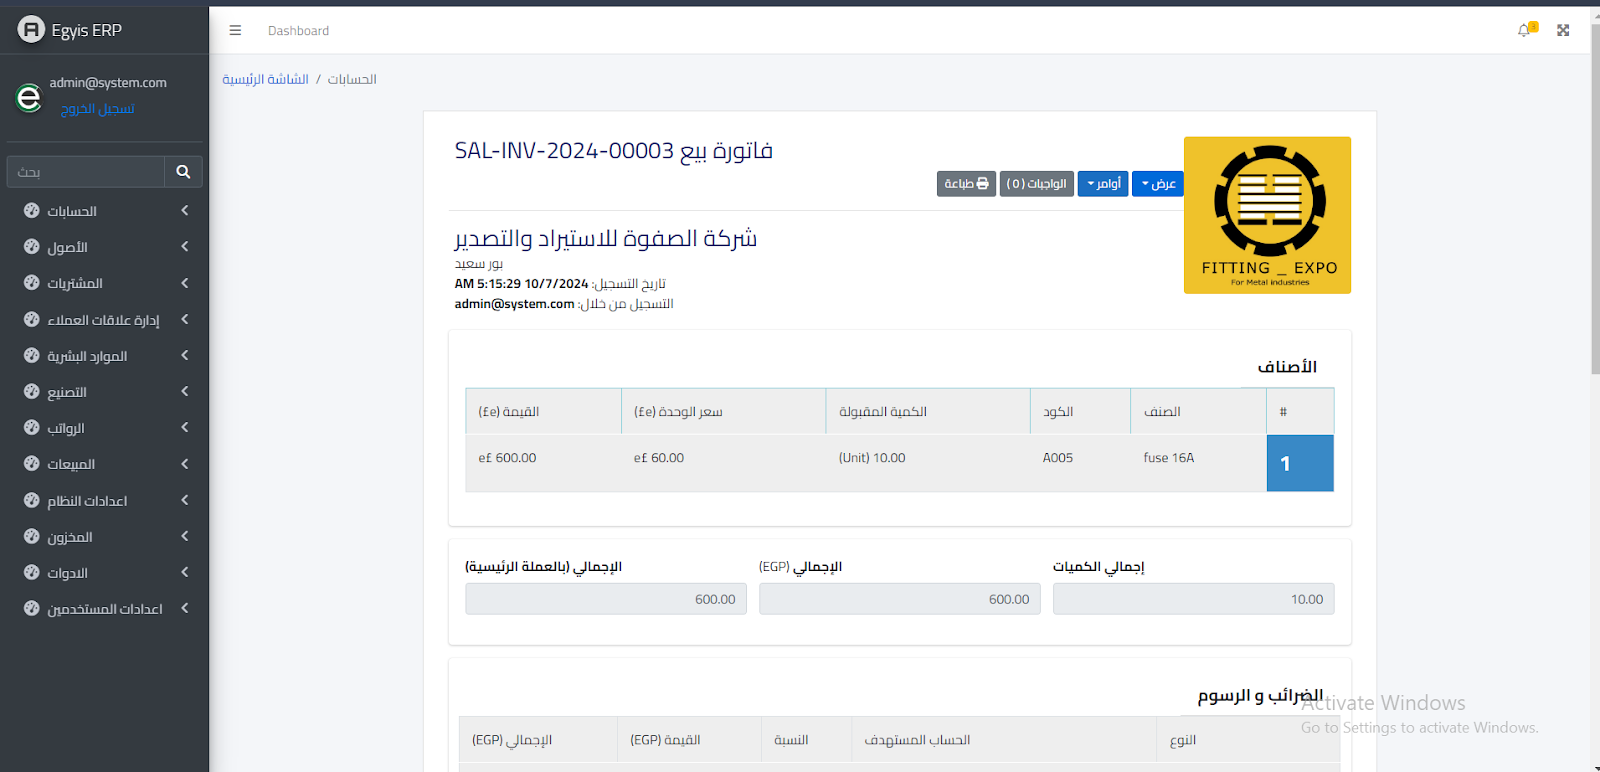 Egyis ERP
Dashboard
3
admin@system.com
تسجيل الخروج
بحث
الحسابات
الأصول
المشتريات
إدارة علاقات العملاء
الموارد البشرية
التصنيع
الرواتب
المبيعات
اعدادات النظام
المخزون
الادوات
اعدادات المستخدمين
الشاشة الرئيسية / الحسابات
فاتورة بيع SAL-INV-2024-00003
عرض
أوامر
الواجبات ( 0 )
طباعة
FITTING _ EXPO
For Metal industries
شركة الصفوة للاستيراد والتصدير
بور سعيد
تاريخ التسجيل: 10/7/2024 5:15:29 AM
التسجيل من خلال: admin@system.com
الأصناف
# الصنف الكود الكمية المقبولة سعر الوحدة (e£) القيمة (e£)
1 fuse 16A A005 10.00 (Unit) e£ 60.00 e£ 600.00
إجمالي الكميات الإجمالي (EGP) الإجمالي (بالعملة الرئيسية)
10.00 600.00 600.00
الضرائب و الرسوم
النوع الحساب المستهدف النسبة القيمة (EGP) الإجمالي (EGP)
Activate Windows
Go to Settings to activate Windows.